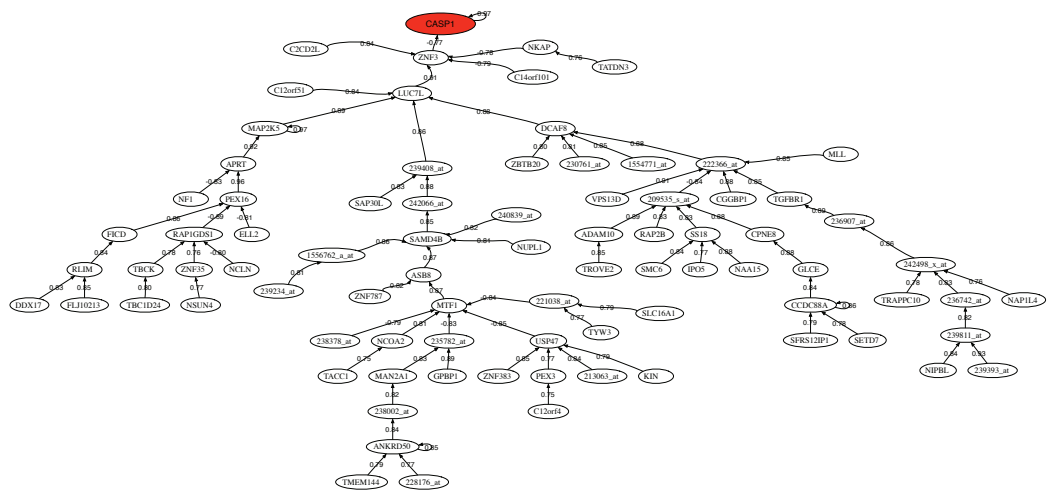 CASP1
0.97
-0.77
C2CD2L
0.84
ZNF3
-0.78
NKAP
0.76
TATDN3
-0.79
C14orf101
0.91
C12orf51
0.84
LUC7L
0.89
0.86
0.88
MAP2K5
0.97
DCAF8
0.92
0.80
0.81
0.85
0.88
APRT
239408_at
ZBTB20
230761_at
1554771_at
222366_at
0.85
MLL
NF1
-0.83
0.96
PEX16
SAP30L
0.83
0.88
242066_at
VPS13D
0.91
-0.84
209535_s_at
0.88
CGGBP1
0.85
TGFBR1
0.86
-0.89
-0.81
ELL2
FICD
RAP1GDS1
0.85
SAMD4B
0.82
240839_at
0.81
NUPL1
0.89
0.83
0.93
0.88
0.89
236907_at
ADAM10
RAP2B
SS18
CPNE8
0.84
0.78
0.76
-0.80
1556762_a_at
0.86
0.87
0.85
0.84
0.77
0.88
0.88
0.86
RLIM
TBCK
ZNF35
NCLN
239234_at
0.81
ASB8
TROVE2
SMC6
IPO5
NAA15
GLCE
242498_x_at
0.83
0.85
0.80
0.77
ZNF787
0.82
0.87
0.84
0.78
0.83
0.76
DDX17
FLJ10213
TBC1D24
NSUN4
MTF1
-0.84
221038_at
0.79
SLC16A1
0.77
TYW3
CCDC88A
0.86
TRAPPC10
236742_at
NAP1L4
-0.79
0.81
-0.83
-0.85
0.79
0.78
0.82
238378_at
NCOA2
235782_at
USP47
SFRS12IP1
SETD7
239811_at
0.75
0.83
0.89
0.85
0.77
0.84
0.79
0.84
0.93
TACC1
MAN2A1
GPBP1
ZNF383
PEX3
213063_at
KIN
NIPBL
239393_at
0.82
0.75
238002_at
C12orf4
0.84
ANKRD50
0.85
0.79
0.77
TMEM144
228176_at